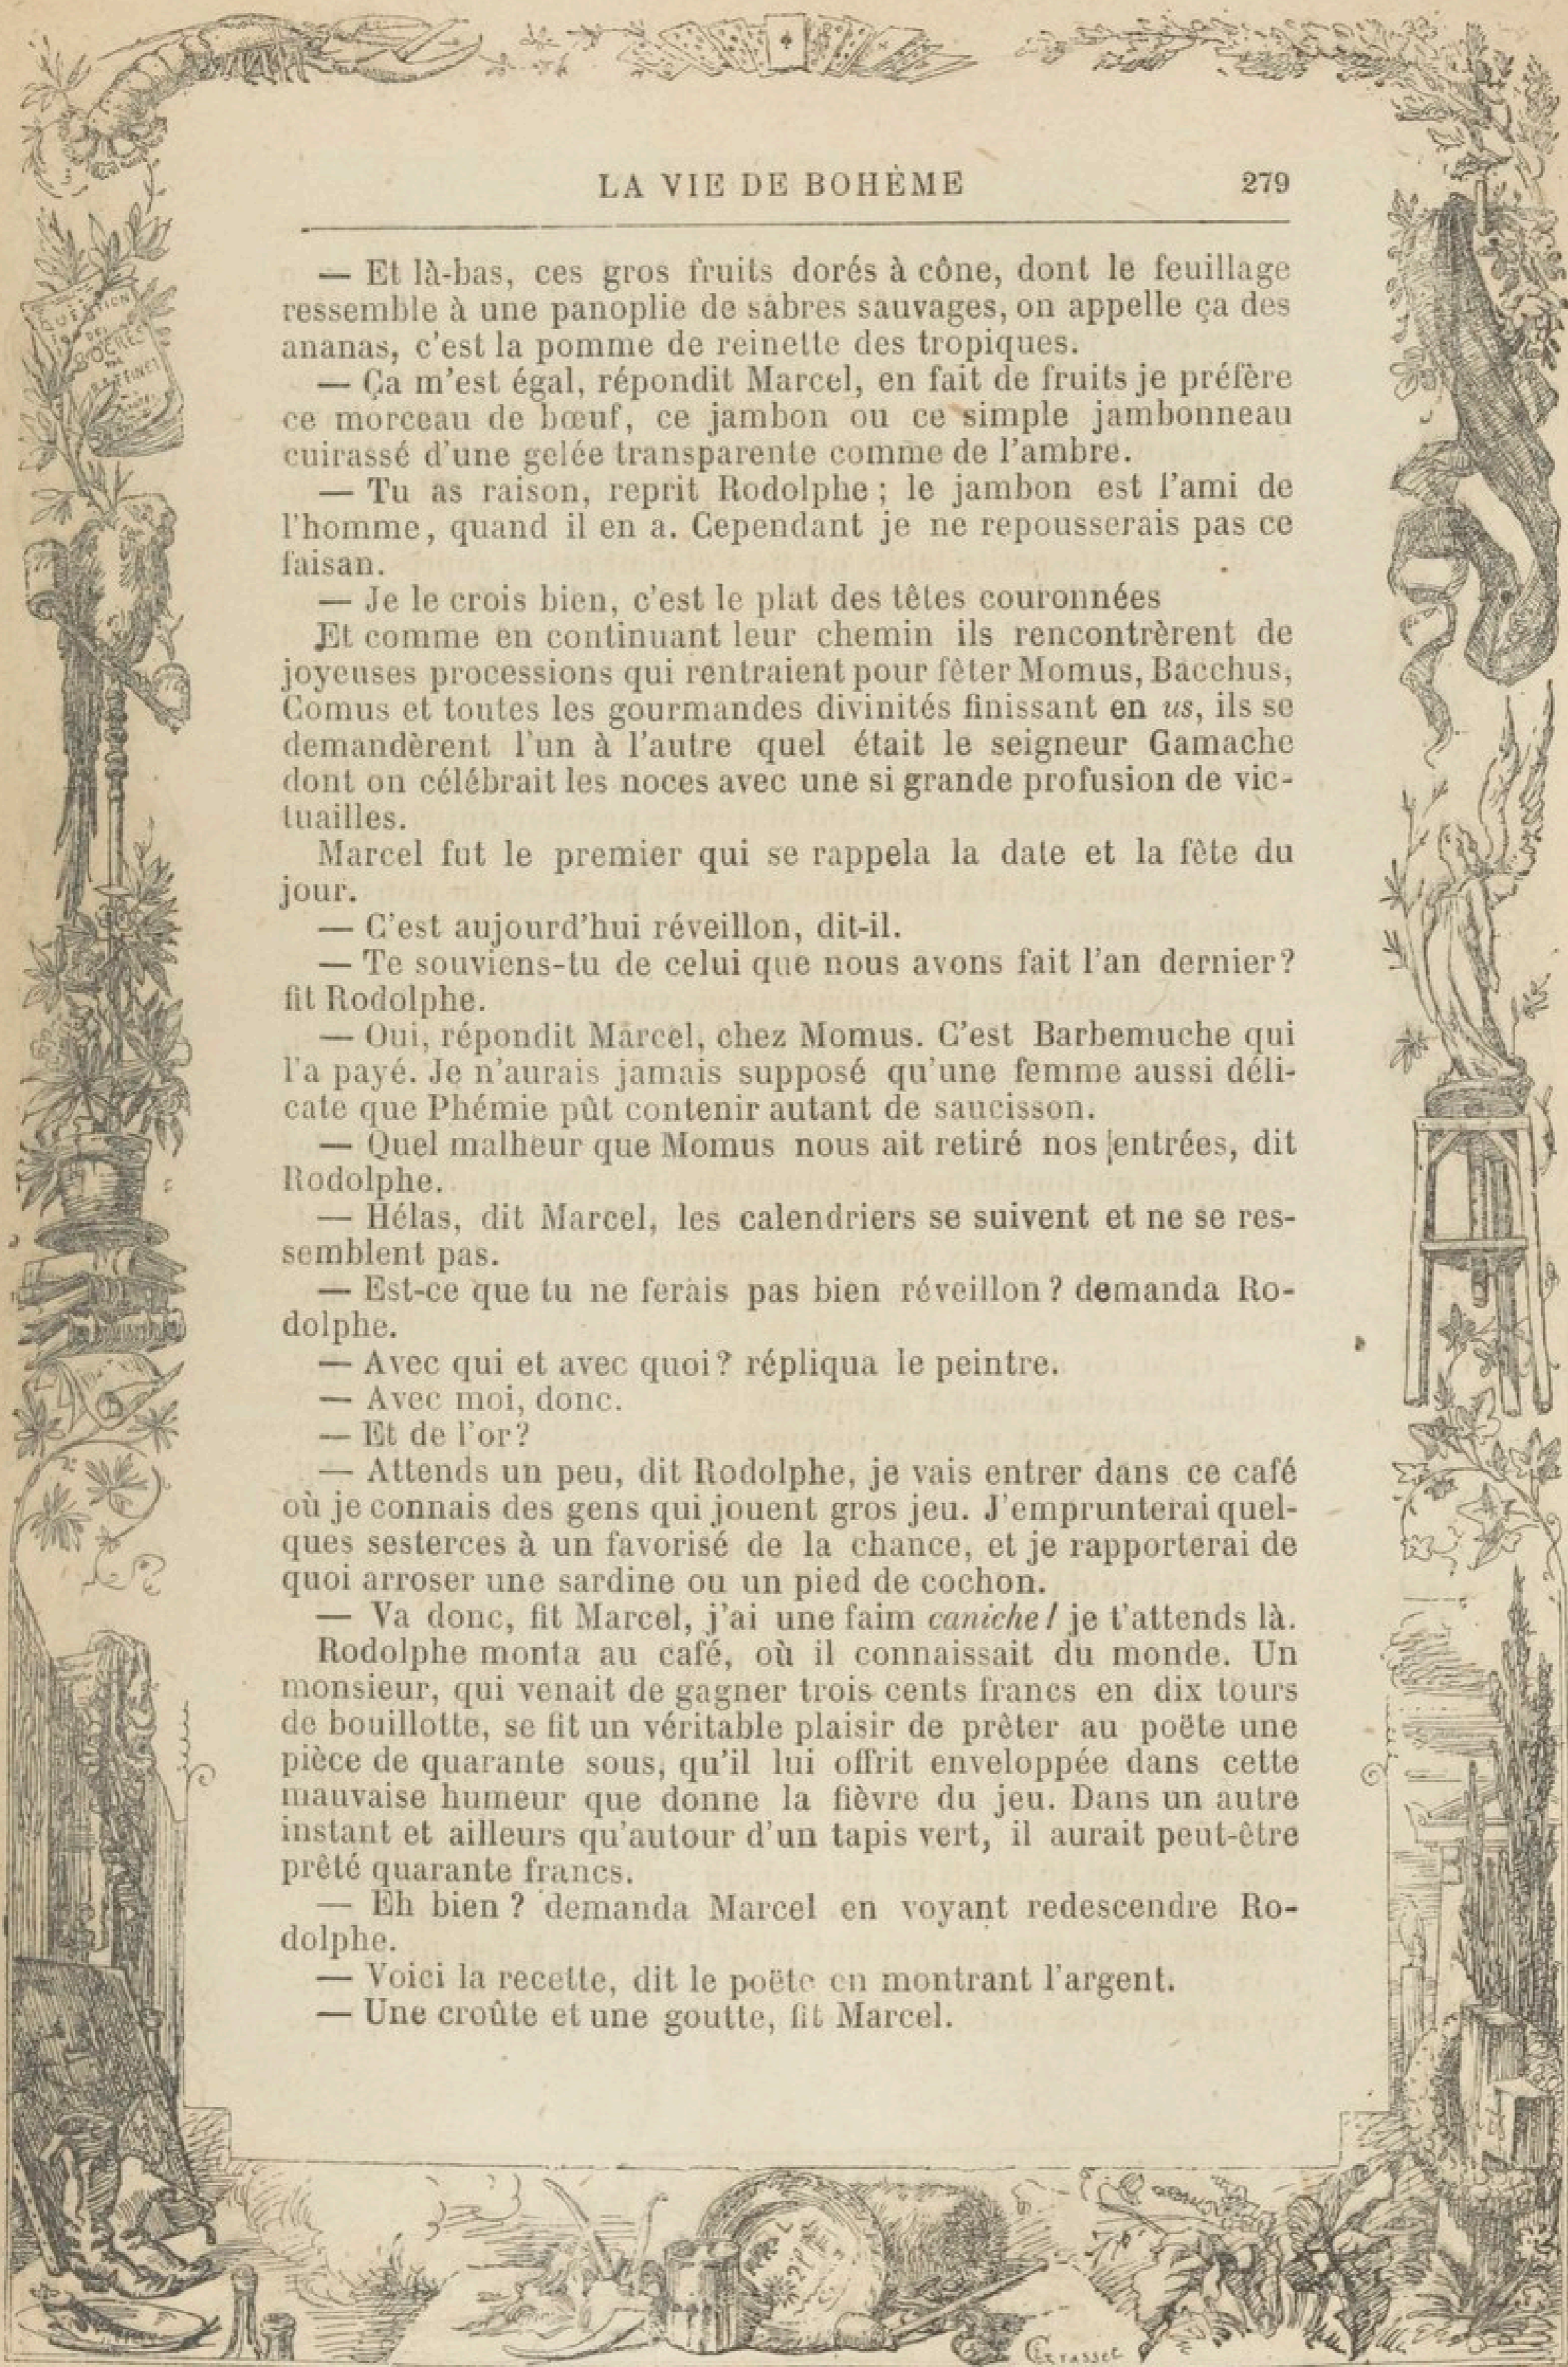 LA VIE DE BOHÈME 279
— Et là-bas, ces gros fruits dorés à cône, dont le feuillage
ressemble à une panoplie de sabres sauvages, on appelle ça des
ananas, c'est la pomme de reinette des tropiques.
— Ça m'est égal, répondit Marcel, en fait de fruits je préfère
ce morceau de bœuf, ce jambon ou ce simple jambonneau
cuirassé d'une gelée transparente comme de l'ambre.
— Tu as raison, reprit Rodolphe ; le jambon est l'ami de
l'homme, quand il en a. Cependant je ne repousserais pas ce
faisan.
— Je le crois bien, c'est le plat des têtes couronnées
Et comme en continuant leur chemin ils rencontrèrent de
joyeuses processions qui rentraient pour fêter Momus, Bacchus,
Comus et toutes les gourmandes divinités finissant en us, ils se
demandèrent l'un à l'autre quel était le seigneur Gamache
dont on célébrait les noces avec une si grande profusion de vic-
tuailles.
Marcel fut le premier qui se rappela la date et la fête du
jour.
— C'est aujourd'hui réveillon, dit-il.
— Te souviens-tu de celui que nous avons fait l'an dernier?
fit Rodolphe.
— Oui, répondit Marcel, chez Momus. C'est Barbemuche qui
l'a payé. Je n'aurais jamais supposé qu'une femme aussi déli-
cate que Phémie pût contenir autant de saucisson.
— Quel malheur que Momus nous ait retiré nos entrées, dit
Rodolphe.
— Hélas, dit Marcel, les calendriers se suivent et ne se res-
semblent pas.
— Est-ce que tu ne ferais pas bien réveillon ? demanda Ro-
dolphe.
— Avec qui et avec quoi? répliqua le peintre.
— Avec moi, donc.
— Et de l'or?
— Attends un peu, dit Rodolphe, je vais entrer dans ce café
où je connais des gens qui jouent gros jeu. J'emprunterai quel-
ques sesterces à un favorisé de la chance, et je rapporterai de
quoi arroser une sardine ou un pied de cochon.
— Va donc, fit Marcel, j'ai une faim caniche ! je t'attends là.
Rodolphe monta au café, où il connaissait du monde. Un
monsieur, qui venait de gagner trois cents francs en dix tours
de bouillotte, se fit un véritable plaisir de prêter au poëte une
pièce de quarante sous, qu'il lui offrit enveloppée dans cette
mauvaise humeur que donne la fièvre du jeu. Dans un autre
instant et ailleurs qu'autour d'un tapis vert, il aurait peut-être
prêté quarante francs.
— Eh bien ? demanda Marcel en voyant redescendre Ro-
dolphe.
— Voici la recette, dit le poëte en montrant l'argent.
— Une croûte et une goutte, fit Marcel.